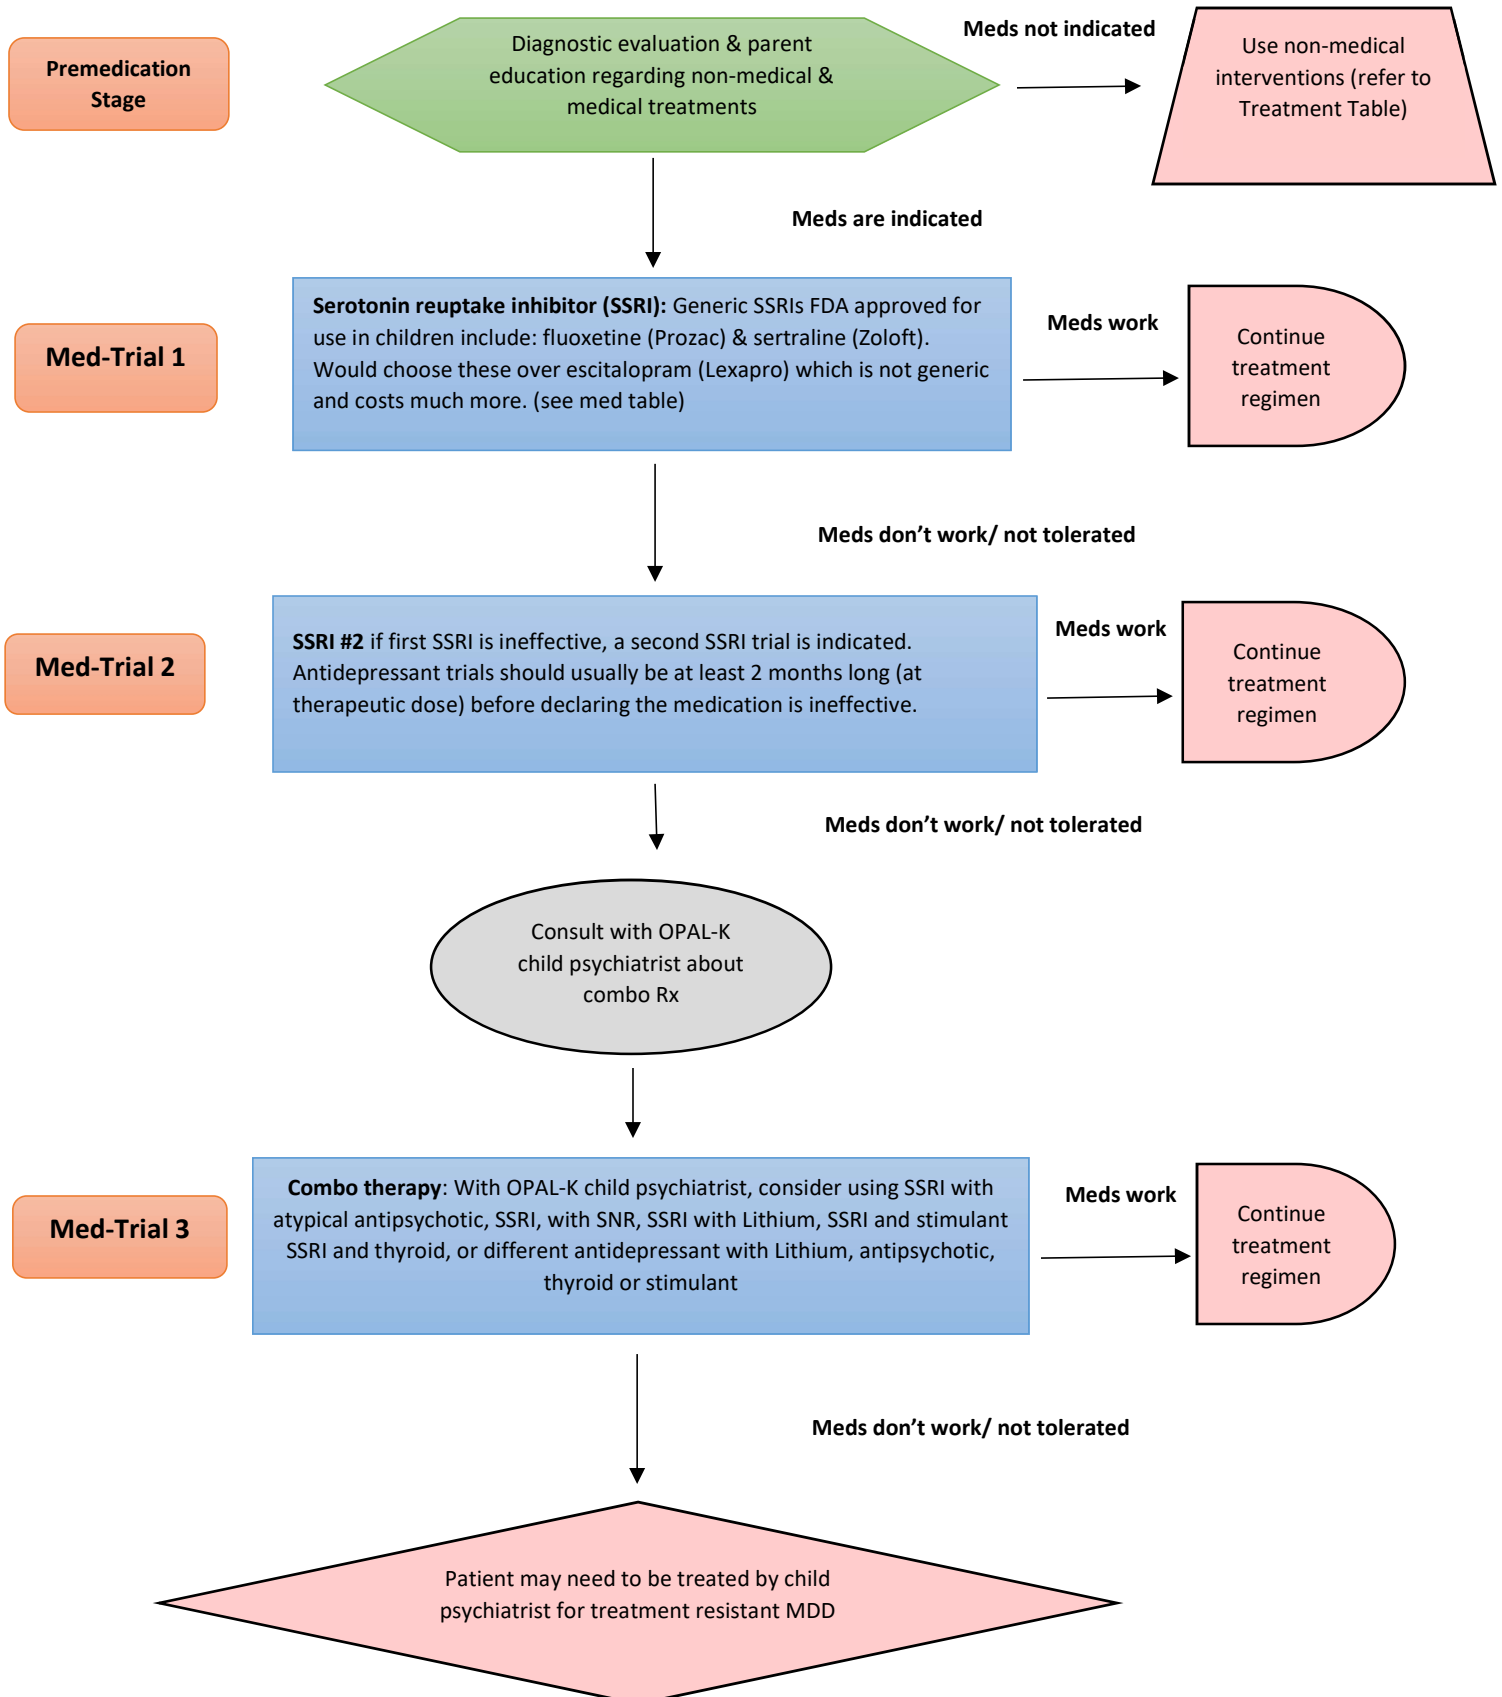 Premedication
Stage
Diagnostic evaluation & parent
education regarding non-medical &
medical treatments
Meds not indicated
Use non-medical
interventions (refer to
Treatment Table)
Meds are indicated
Med-Trial 1
Serotonin reuptake inhibitor (SSRI): Generic SSRIs FDA approved for
use in children include: fluoxetine (Prozac) & sertraline (Zoloft).
Would choose these over escitalopram (Lexapro) which is not generic
and costs much more. (see med table)
Meds work
Continue
treatment
regimen
Meds don’t work/ not tolerated
Med-Trial 2
SSRI #2 if first SSRI is ineffective, a second SSRI trial is indicated.
Antidepressant trials should usually be at least 2 months long (at
therapeutic dose) before declaring the medication is ineffective.
Meds work
Continue
treatment
regimen
Meds don’t work/ not tolerated
Consult with OPAL-K
child psychiatrist about
combo Rx
Med-Trial 3
Combo therapy: With OPAL-K child psychiatrist, consider using SSRI with
atypical antipsychotic, SSRI, with SNR, SSRI with Lithium, SSRI and stimulant
SSRI and thyroid, or different antidepressant with Lithium, antipsychotic,
thyroid or stimulant
Meds work
Continue
treatment
regimen
Meds don’t work/ not tolerated
Patient may need to be treated by child
psychiatrist for treatment resistant MDD